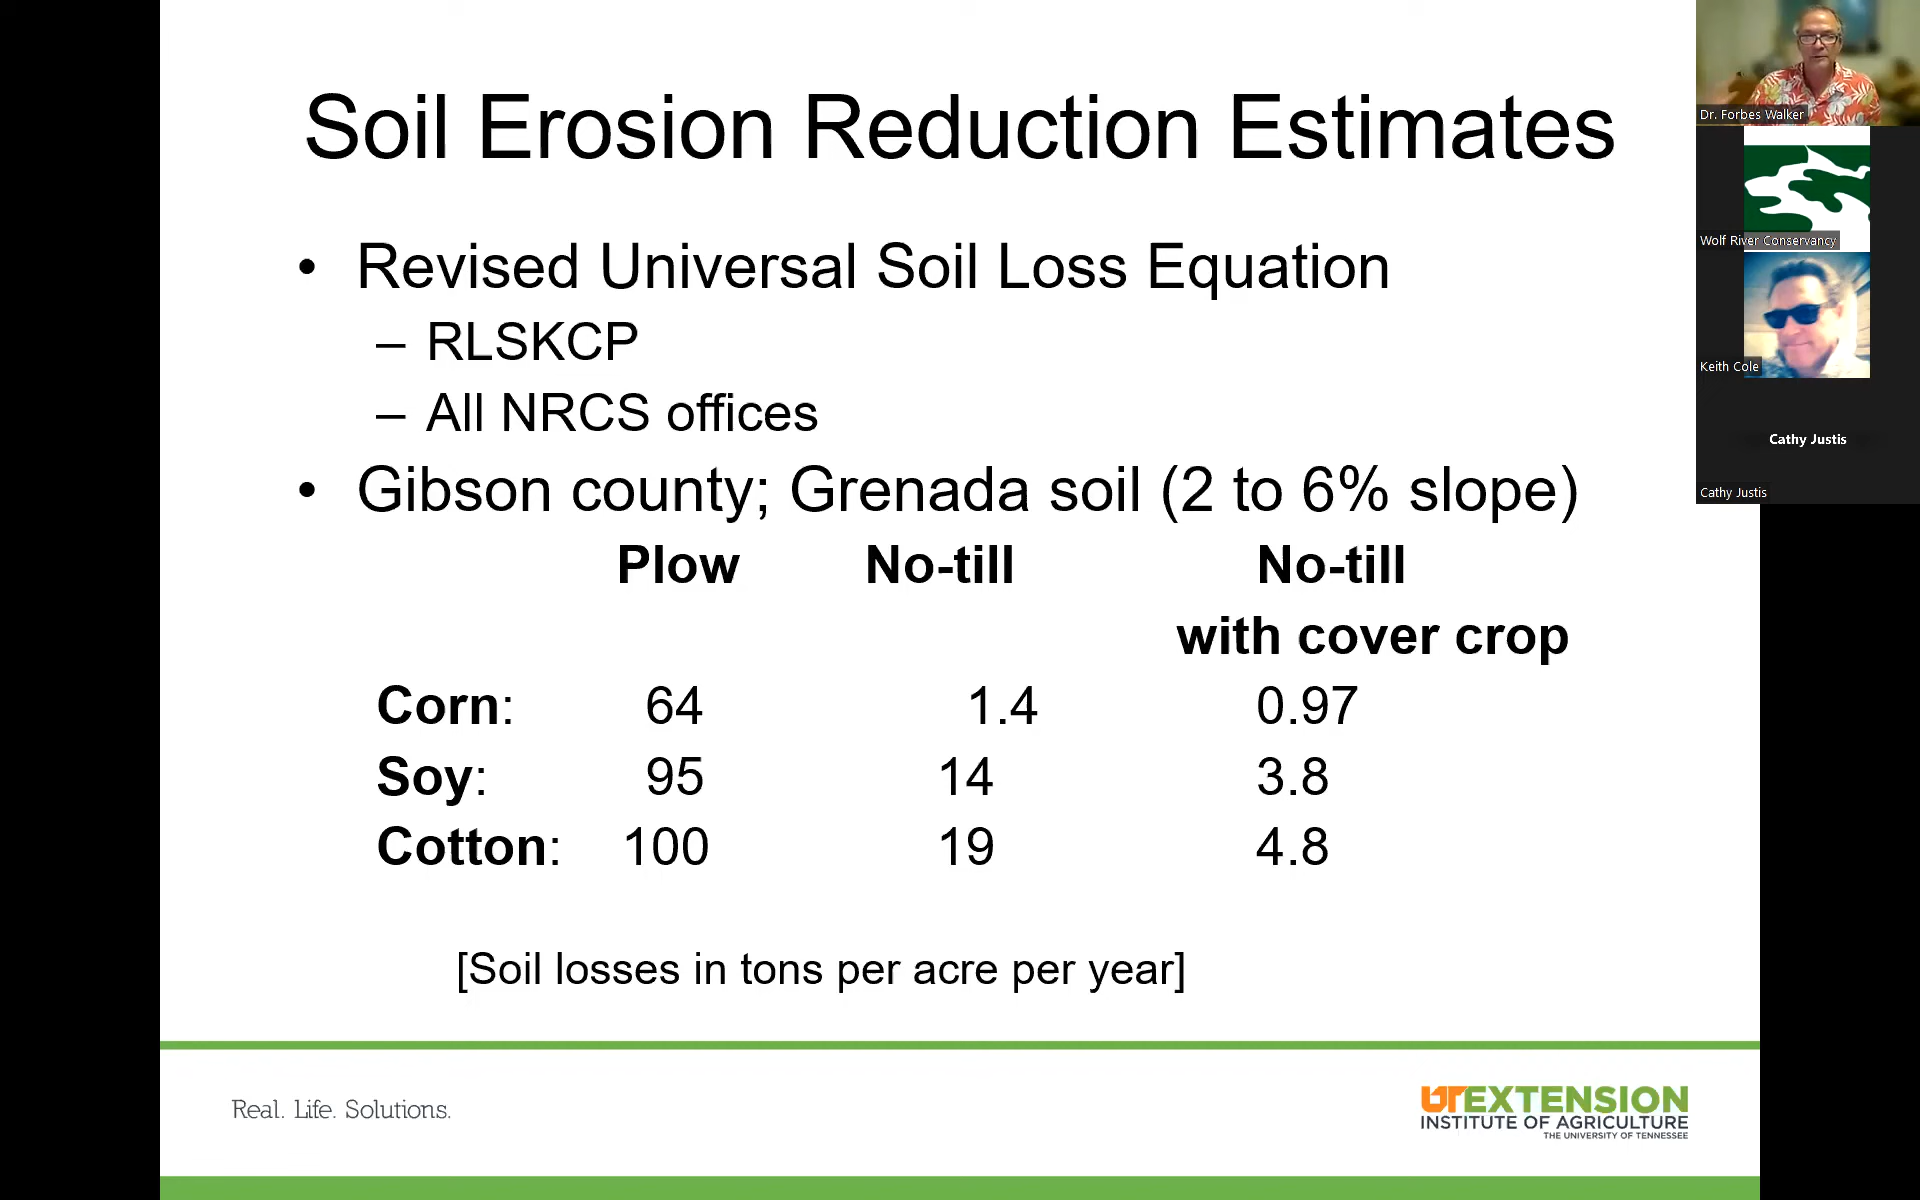 Soil Erosion Reduction Estimates
• Revised Universal Soil Loss Equation
– RLSKCP
– All NRCS offices
• Gibson county; Grenada soil (2 to 6% slope)
Plow No-till No-till
with cover crop
Corn: 64 1.4 0.97
Soy: 95 14 3.8
Cotton: 100 19 4.8
[Soil losses in tons per acre per year]
Real. Life. Solutions.
UT EXTENSION
INSTITUTE OF AGRICULTURE
THE UNIVERSITY OF TENNESSEE
Dr. Forbes Walker
Wolf River Conservancy
Keith Cole
Cathy Justis
Cathy Justis